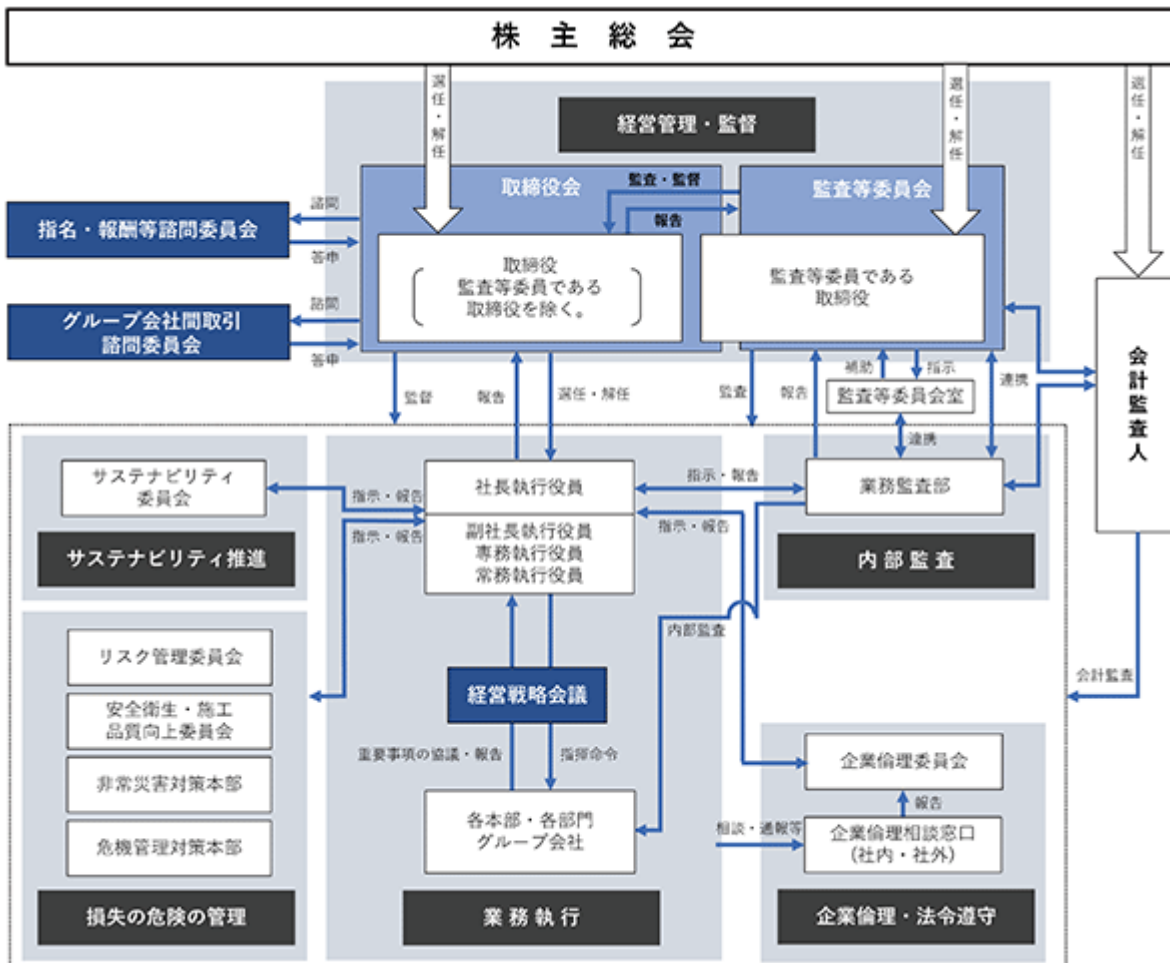 株主総会
選任・解任
選任・解任
選任・解任
経営管理・監督
取締役会
監査・監督
報告
監査等委員会
指名・報酬等諮問委員会
諮問
答申
取締役
監査等委員である
取締役を除く。
監査等委員である
取締役
グループ会社間取引
諮問委員会
諮問
答申
会計監査人
監督
報告
選任・解任
監査
報告
補助
指示
連携
監査等委員会室
連携
サステナビリティ
委員会
指示・報告
指示・報告
サステナビリティ推進
社長執行役員
副社長執行役員
専務執行役員
常務執行役員
指示・報告
指示・報告
業務監査部
内部監査
内部監査
会計監査
リスク管理委員会
安全衛生・施工
品質向上委員会
非常災害対策本部
危機管理対策本部
損失の危険の管理
経営戦略会議
重要事項の協議・報告
指揮命令
各本部・各部門
グループ会社
業務執行
企業倫理委員会
報告
相談・通報等
企業倫理相談窓口
(社内・社外)
企業倫理・法令遵守